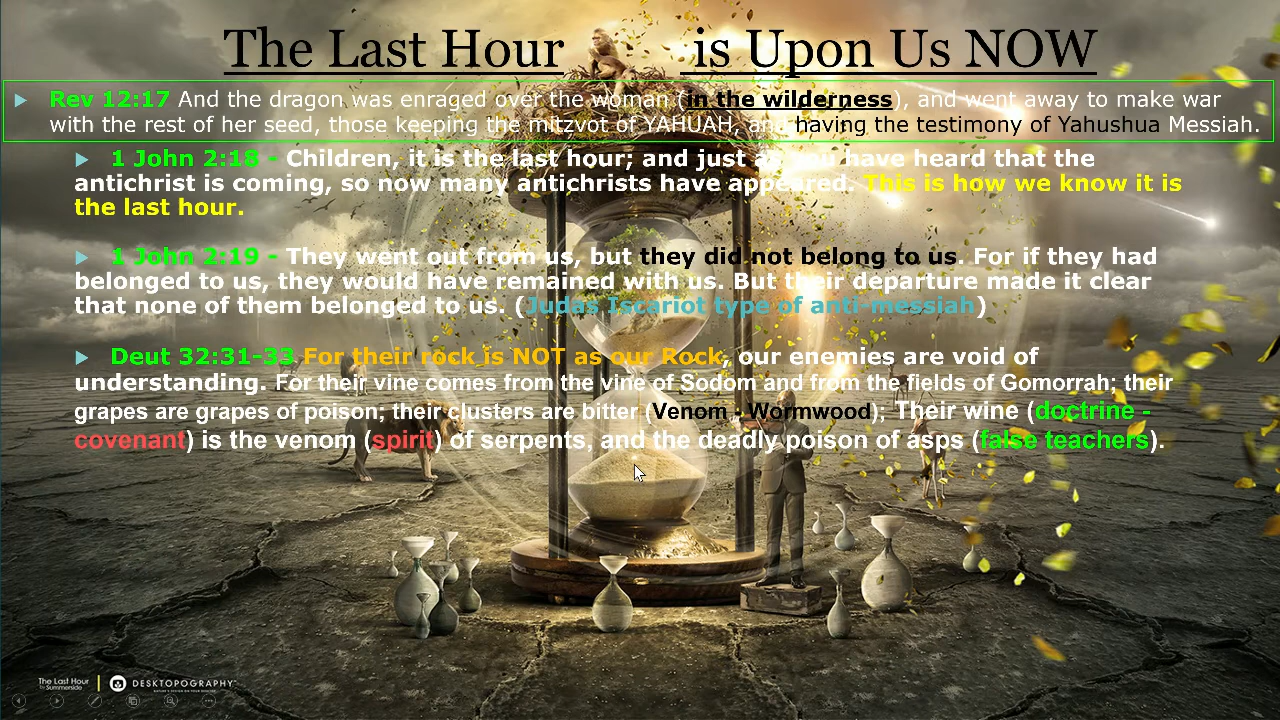 The Last Hour is Upon Us NOW
Rev 12:17 And the dragon was enraged over the woman (in the wilderness), and went away to make war
with the rest of her seed, those keeping the mitzvot of YAHUAH, and having the testimony of Yahushua Messiah.
1 John 2:18 - Children, it is the last hour; and just as you have heard that the
antichrist is coming, so now many antichrists have appeared. This is how we know it is
the last hour.
1 John 2:19 - They went out from us, but they did not belong to us. For if they had
belonged to us, they would have remained with us. But their departure made it clear
that none of them belonged to us. (Judas Iscariot type of anti-messiah)
Deut 32:31-33 For their rock is NOT as our Rock, our enemies are void of
understanding. For their vine comes from the vine of Sodom and from the fields of Gomorrah; their
grapes are grapes of poison; their clusters are bitter (Venom - Wormwood); Their wine (doctrine -
covenant) is the venom (spirit) of serpents, and the deadly poison of asps (false teachers).
The Last Hour
by Summerside
DESKTOPOGRAPHY